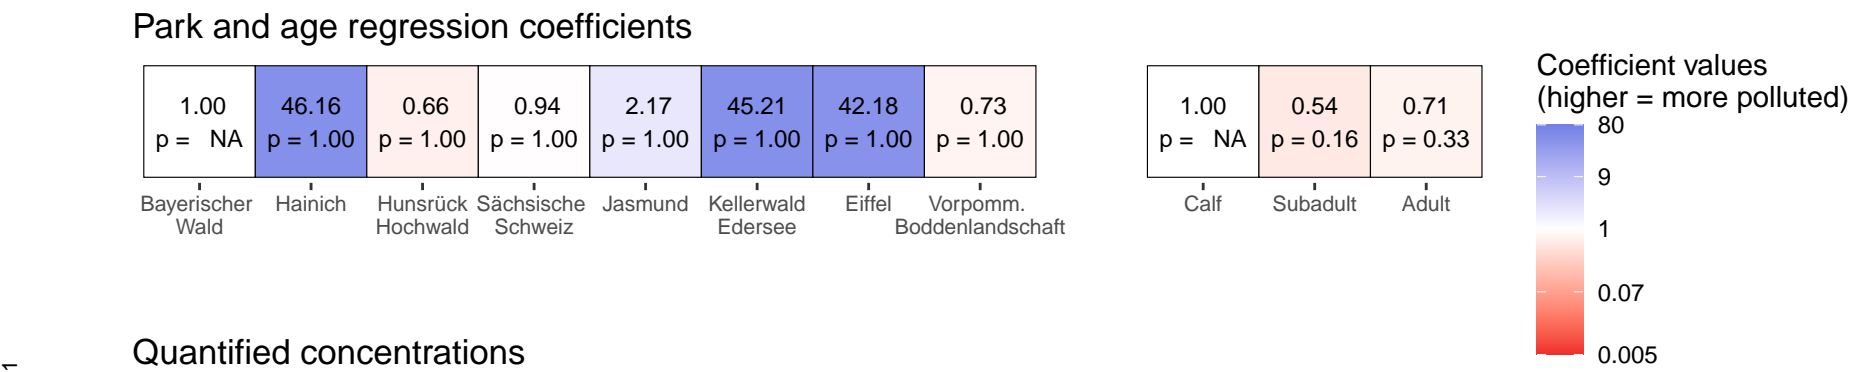 Park and age regression coefficients
1.00 46.16 0.66 0.94 2.17 45.21 42.18 0.73
p = NA p = 1.00 p = 1.00 p = 1.00 p = 1.00 p = 1.00 p = 1.00 p = 1.00
Bayerischer Hainich Hunsrück Sächsische Jasmund Kellerwald Eiffel Vorpomm.
Wald Hochwald Schweiz Edersee Boddenlandschaft
1.00 0.54 0.71
p = NA p = 0.16 p = 0.33
Calf Subadult Adult
Coefficient values
(higher = more polluted)
80
9
1
0.07
0.005
Quantified concentrations